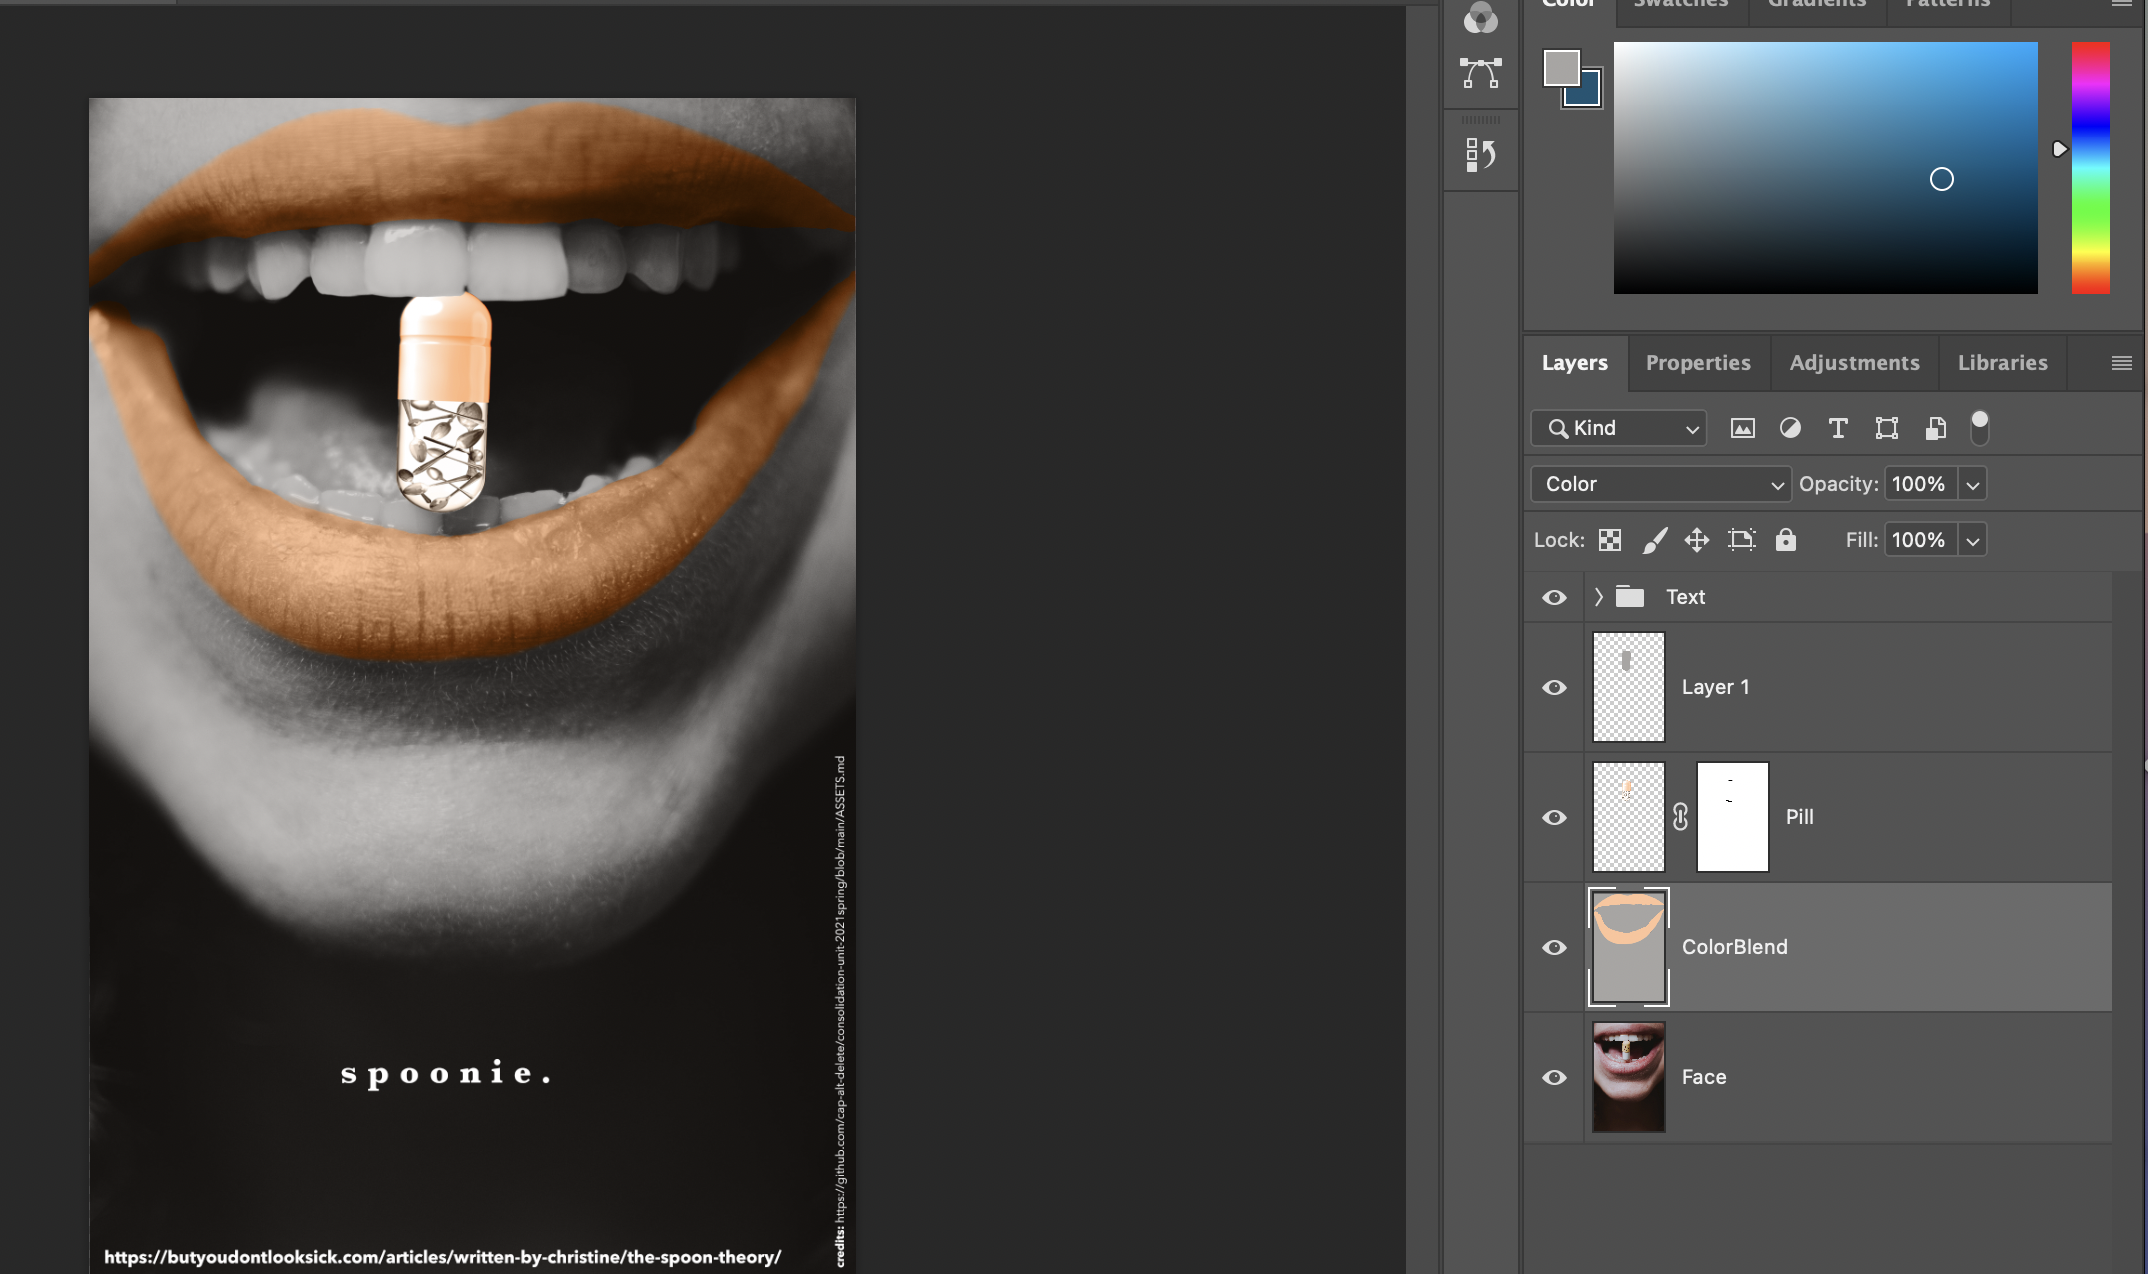 Color
Swatches
Gradients
Patterns
Layers
Properties
Adjustments
Libraries
Kind
Color
Opacity: 100%
Lock:
Fill: 100%
Text
Layer 1
Pill
ColorBlend
Face
spoonie.
credits: https://github.com/cap-alt-delete/consolidation-unit-2021spring/blob/main/ASSETS.md
https://butyoudontlooksick.com/articles/written-by-christine/the-spoon-theory/